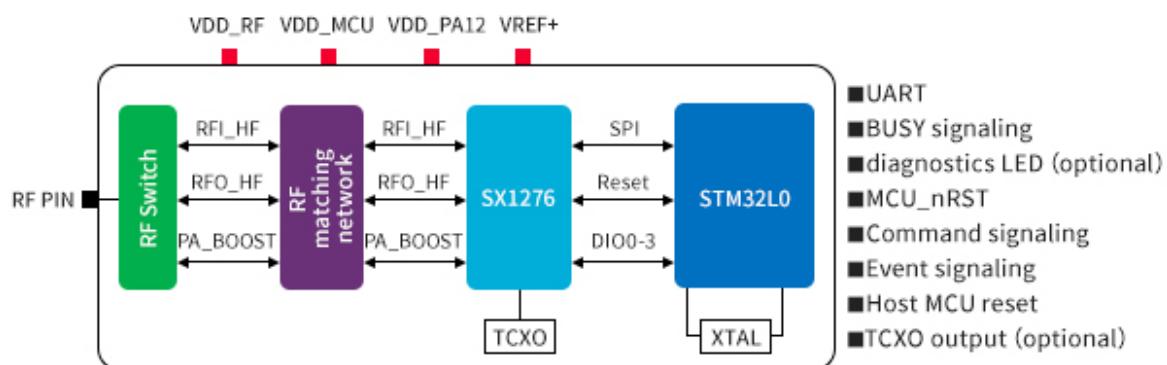 VDD_RF VDD_MCU VDD_PA12 VREF+
RF PIN
RF Switch
RFI_HF
RFO_HF
PA_BOOST
RF
matching
network
RFI_HF
RFO_HF
PA_BOOST
SX1276
TCXO
SPI
Reset
DIO0-3
STM32L0
XTAL
■UART
■BUSY signaling
■diagnostics LED (optional)
■MCU_nRST
■Command signaling
■Event signaling
■Host MCU reset
■TCXO output (optional)